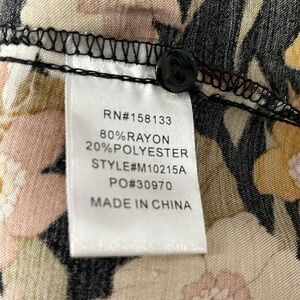 RN#158133
80%RAYON
20%POLYESTER
STYLE#M10215A
PO#30970
MADE IN CHINA